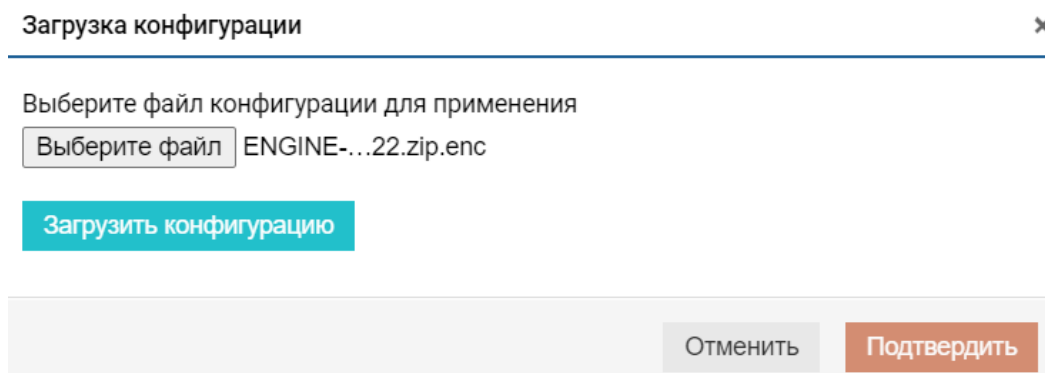 Загрузка конфигурации
Выберите файл конфигурации для применения
Выберите файл ENGINE-...22.zip.enc
Загрузить конфигурацию
Отменить Подтвердить